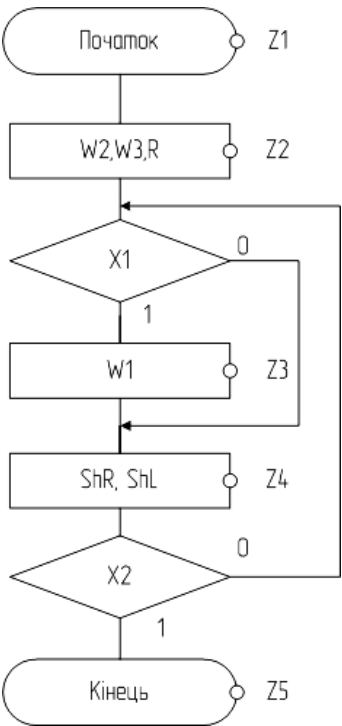 Початок Z1
W2,W3,R Z2
X1 0
1
W1 Z3
ShR, ShL Z4
0
X2
1
Кінець Z5